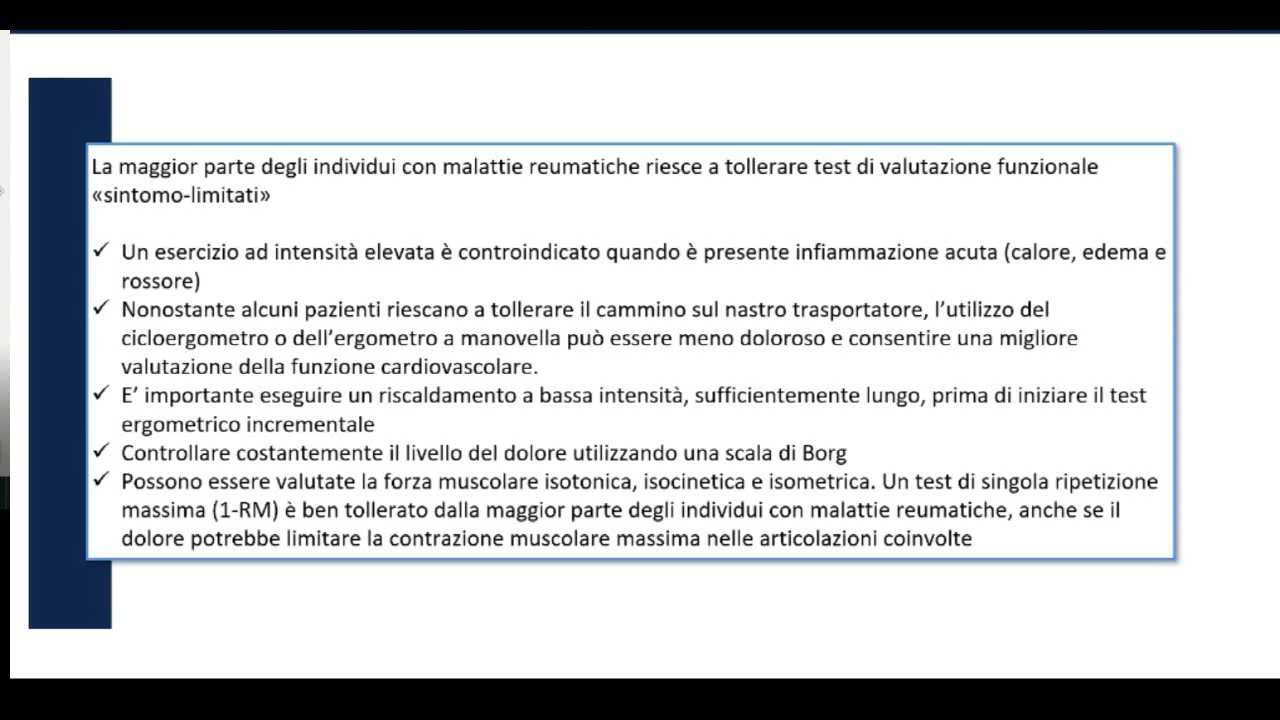 La maggior parte degli individui con malattie reumatiche riesce a tollerare test di valutazione funzionale
«sintomo-limitati»
✓ Un esercizio ad intensità elevata è controindicato quando è presente infiammazione acuta (calore, edema e
rossore)
✓ Nonostante alcuni pazienti riescano a tollerare il cammino sul nastro trasportatore, l’utilizzo del
cicloergometro o dell’ergometro a manovella può essere meno doloroso e consentire una migliore
valutazione della funzione cardiovascolare.
✓ E’ importante eseguire un riscaldamento a bassa intensità, sufficientemente lungo, prima di iniziare il test
ergometrico incrementale
✓ Controllare costantemente il livello del dolore utilizzando una scala di Borg
✓ Possono essere valutate la forza muscolare isotonica, isocinetica e isometrica. Un test di singola ripetizione
massima (1-RM) è ben tollerato dalla maggior parte degli individui con malattie reumatiche, anche se il
dolore potrebbe limitare la contrazione muscolare massima nelle articolazioni coinvolte